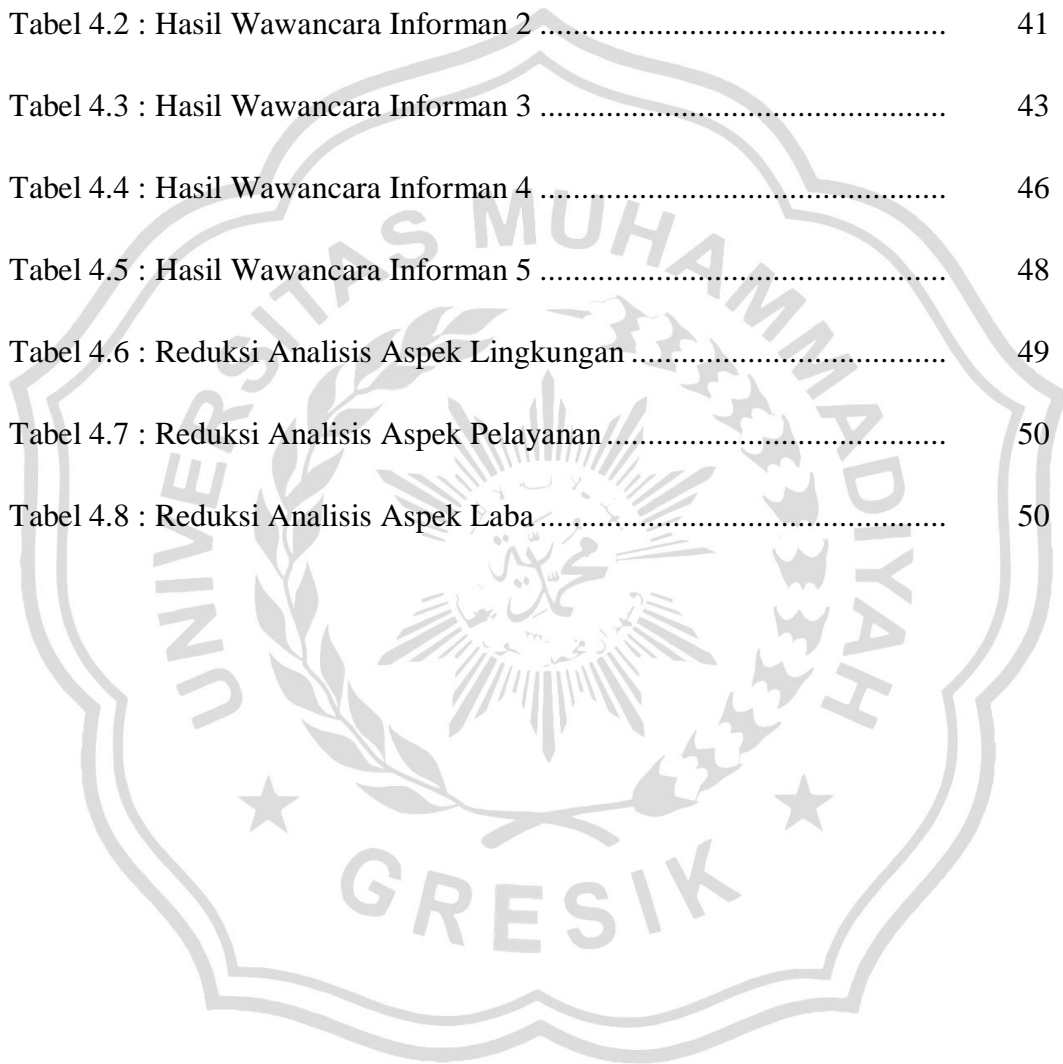 Tabel 4.2 : Hasil Wawancara Informan 2 ............................................. 41
Tabel 4.3 : Hasil Wawancara Informan 3 ............................................. 43
Tabel 4.4 : Hasil Wawancara Informan 4 ............................................. 46
Tabel 4.5 : Hasil Wawancara Informan 5 ............................................. 48
Tabel 4.6 : Reduksi Analisis Aspek Lingkungan ................................... 49
Tabel 4.7 : Reduksi Analisis Aspek Pelayanan ...................................... 50
Tabel 4.8 : Reduksi Analisis Aspek Laba ............................................. 50
UNIVERSITAS MUHAMMADIYAH
GRESIK